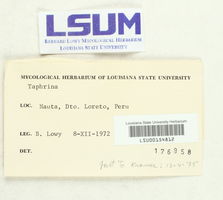 LSUM
BERNARD LOWY MYCOLOGICAL HERBARIUM
LOUISIANA STATE UNIVERSITY
MYCOLOGICAL HERBARIUM OF LOUISIANA STATE UNIVERSITY
Taphrina
LOC. Nauta, Dto. Loreto, Peru
Louisiana State University Herbarium
LEG. B. Lowy 8-XII-1972
LSU00154812
DET.
176958